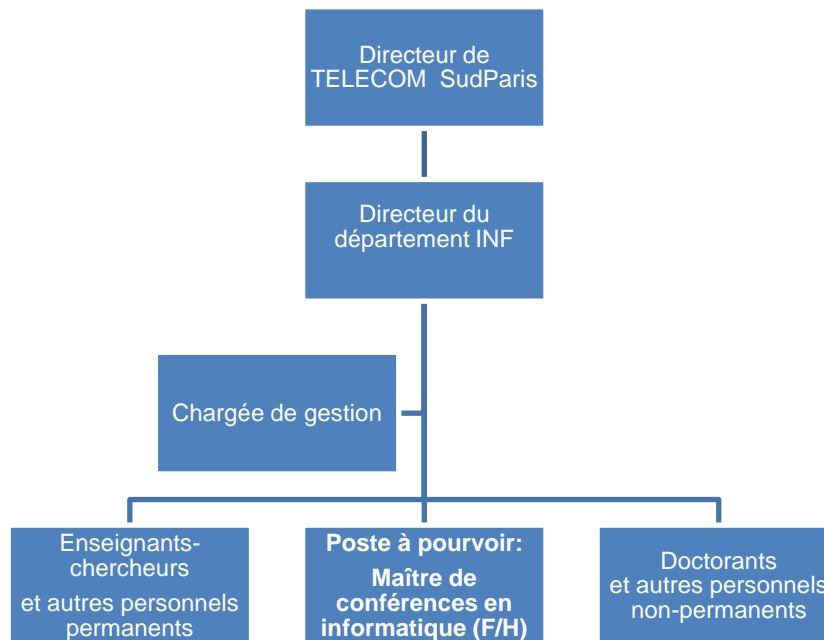 Directeur de
TELECOM SudParis
Directeur du
département INF
Chargée de gestion
Enseignants-
chercheurs
et autres personnels
permanents
Poste à pourvoir:
Maître de
conférences en
informatique (F/H)
Doctorants
et autres personnels
non-permanents